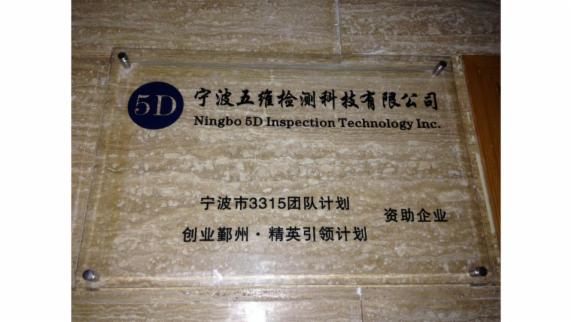 5D 宁波五维检测科技有限公司
Ningbo 5D Inspection Technology Inc.
宁波市3315团队计划
资助企业
创业鄞州·精英引领计划